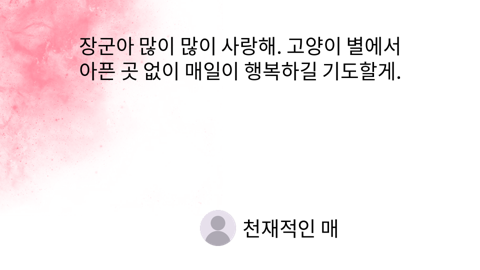 장군아 많이 많이 사랑해. 고양이 별에서
아픈 곳 없이 매일이 행복하길 기도할게.
천재적인 매